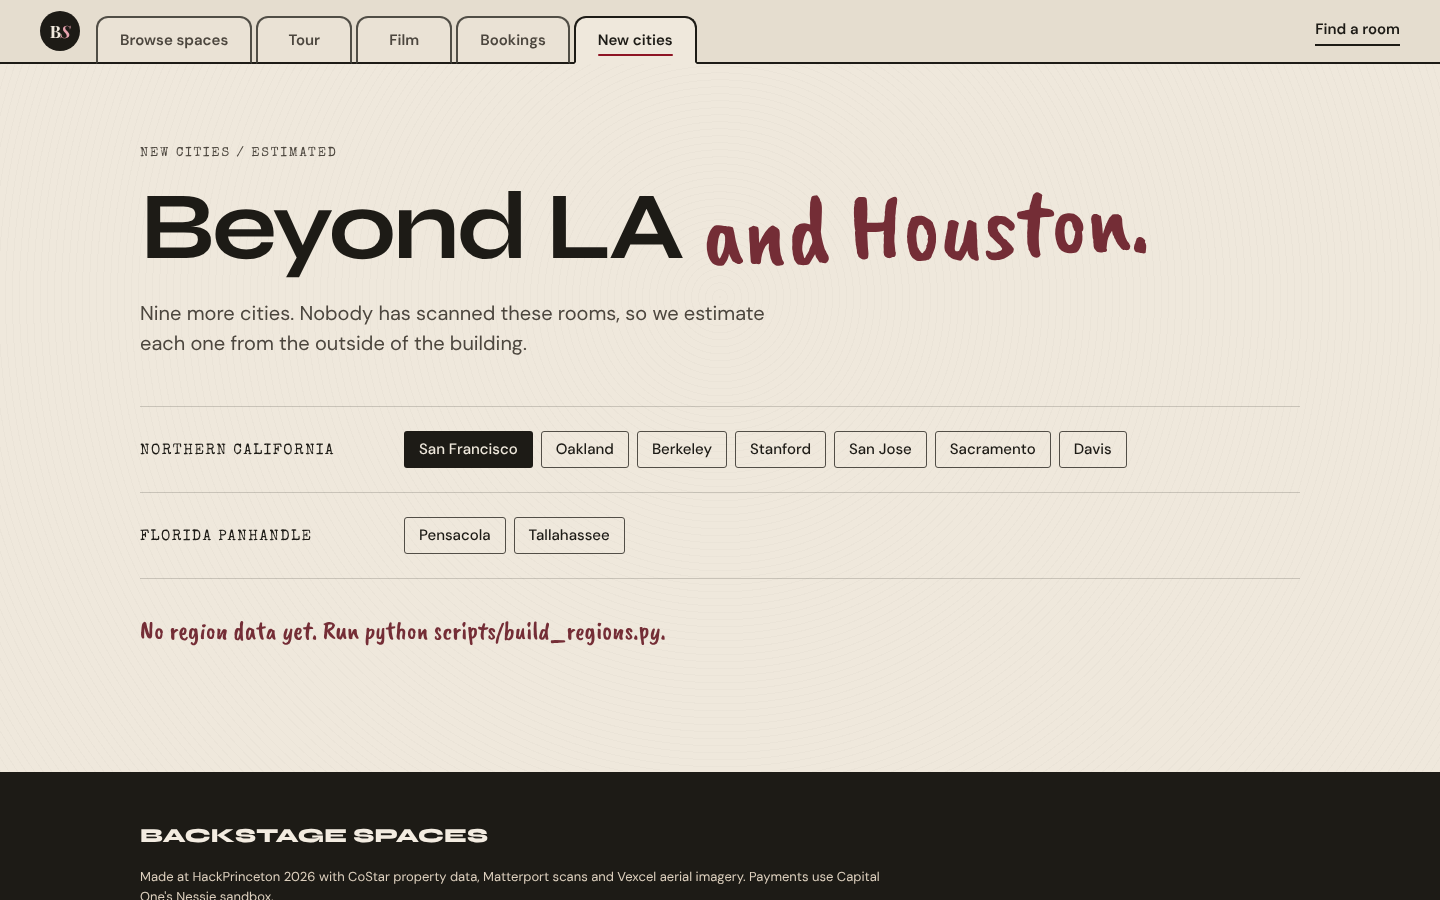 BS
Browse spaces
Tour
Film
Bookings
New cities
Find a room
NEW CITIES / ESTIMATED
Beyond LA and Houston.
Nine more cities. Nobody has scanned these rooms, so we estimate
each one from the outside of the building.
NORTHERN CALIFORNIA
San Francisco
Oakland
Berkeley
Stanford
San Jose
Sacramento
Davis
FLORIDA PANHANDLE
Pensacola
Tallahassee
No region data yet. Run python scripts/build_regions.py.
BACKSTAGE SPACES
Made at HackPrinceton 2026 with CoStar property data, Matterport scans and Vexcel aerial imagery. Payments use Capital
One's Nessie sandbox.